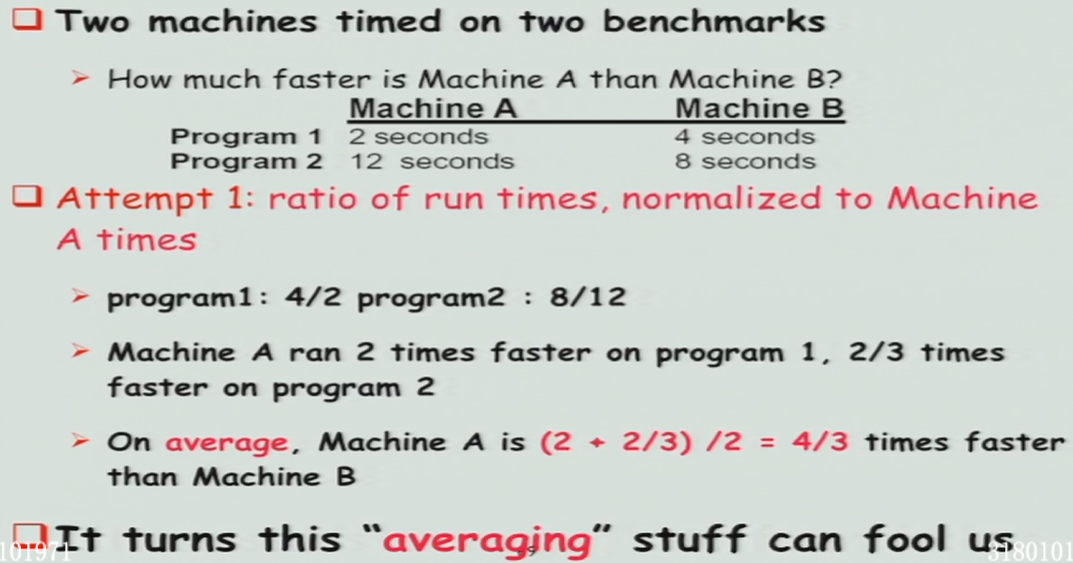 Two machines timed on two benchmarks
How much faster is Machine A than Machine B?
Machine A Machine B
Program 1 2 seconds 4 seconds
Program 2 12 seconds 8 seconds
Attempt 1: ratio of run times, normalized to Machine
A times
program1: 4/2 program2 : 8/12
Machine A ran 2 times faster on program 1, 2/3 times
faster on program 2
On average, Machine A is (2 + 2/3) /2 = 4/3 times faster
than Machine B
It turns this “averaging” stuff can fool us
101971
3180101